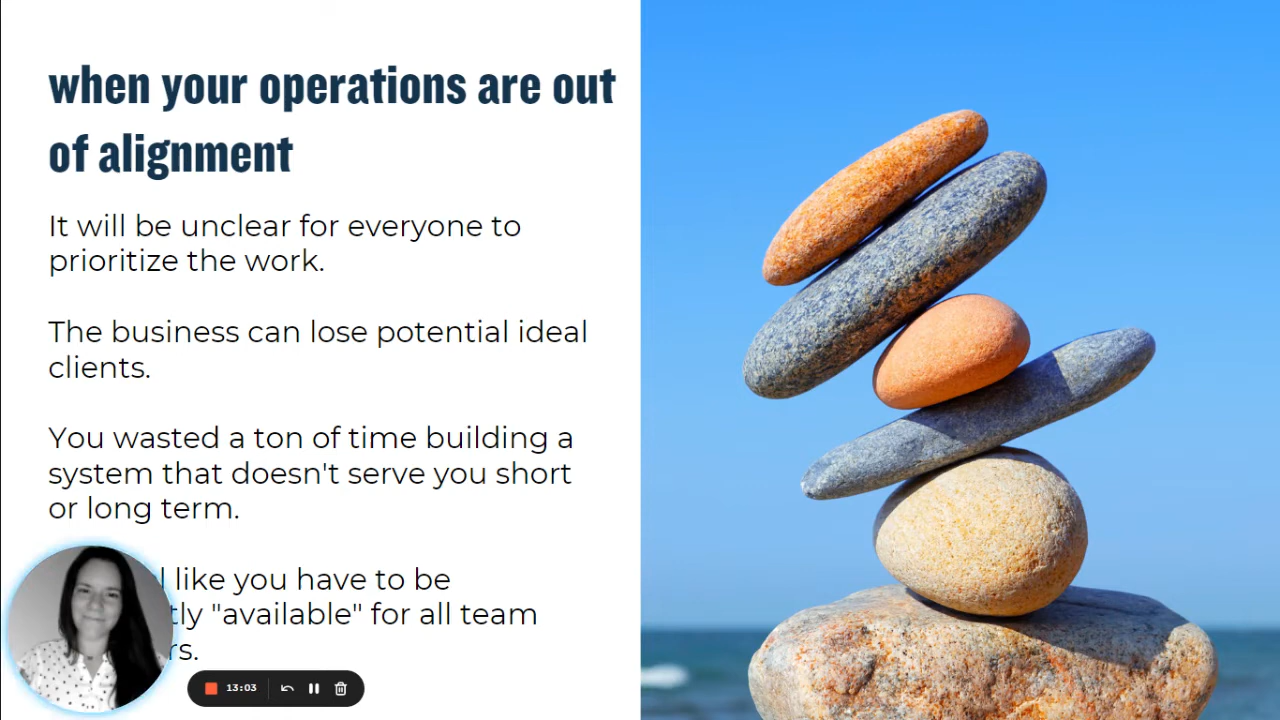 when your operations are out
of alignment
It will be unclear for everyone to
prioritize the work.
The business can lose potential ideal
clients.
You wasted a ton of time building a
system that doesn't serve you short
or long term.
like you have to be
"available" for all team
13:03